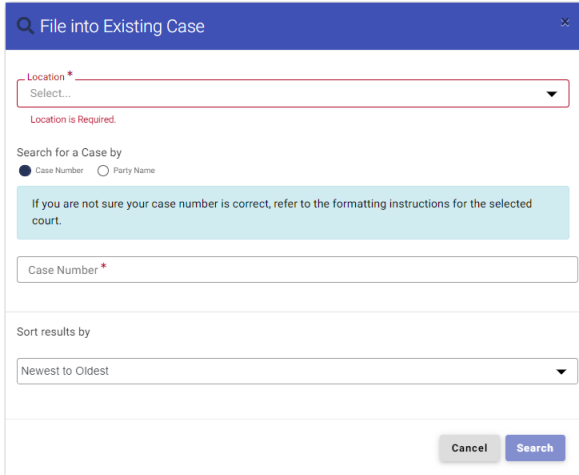 File into Existing Case
×
Location *
Select...
Location is Required.
Search for a Case by
Case Number Party Name
If you are not sure your case number is correct, refer to the formatting instructions for the selected
court.
Case Number *
Sort results by
Newest to Oldest
Cancel Search